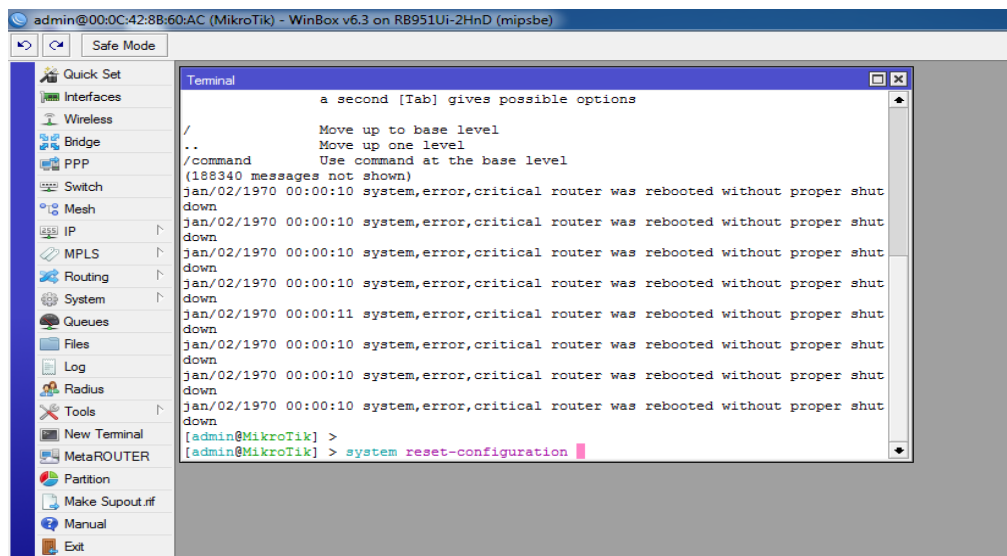 admin@00:0C:42:8B:60:AC (MikroTik) - WinBox v6.3 on RB951Ui-2HnD (mipsbe)
Safe Mode
Quick Set
Interfaces
Wireless
Bridge
PPP
Switch
Mesh
IP
MPLS
Routing
System
Queues
Files
Log
Radius
Tools
New Terminal
MetaROUTER
Partition
Make Supout.rif
Manual
Exit
Terminal
a second [Tab] gives possible options
/ Move up to base level
.. Move up one level
/command Use command at the base level
(188340 messages not shown)
jan/02/1970 00:00:10 system,error,critical router was rebooted without proper shut
down
jan/02/1970 00:00:10 system,error,critical router was rebooted without proper shut
down
jan/02/1970 00:00:10 system,error,critical router was rebooted without proper shut
down
jan/02/1970 00:00:10 system,error,critical router was rebooted without proper shut
down
jan/02/1970 00:00:11 system,error,critical router was rebooted without proper shut
down
jan/02/1970 00:00:10 system,error,critical router was rebooted without proper shut
down
jan/02/1970 00:00:10 system,error,critical router was rebooted without proper shut
down
jan/02/1970 00:00:10 system,error,critical router was rebooted without proper shut
down
[admin@MikroTik] >
[admin@MikroTik] > system reset-configuration